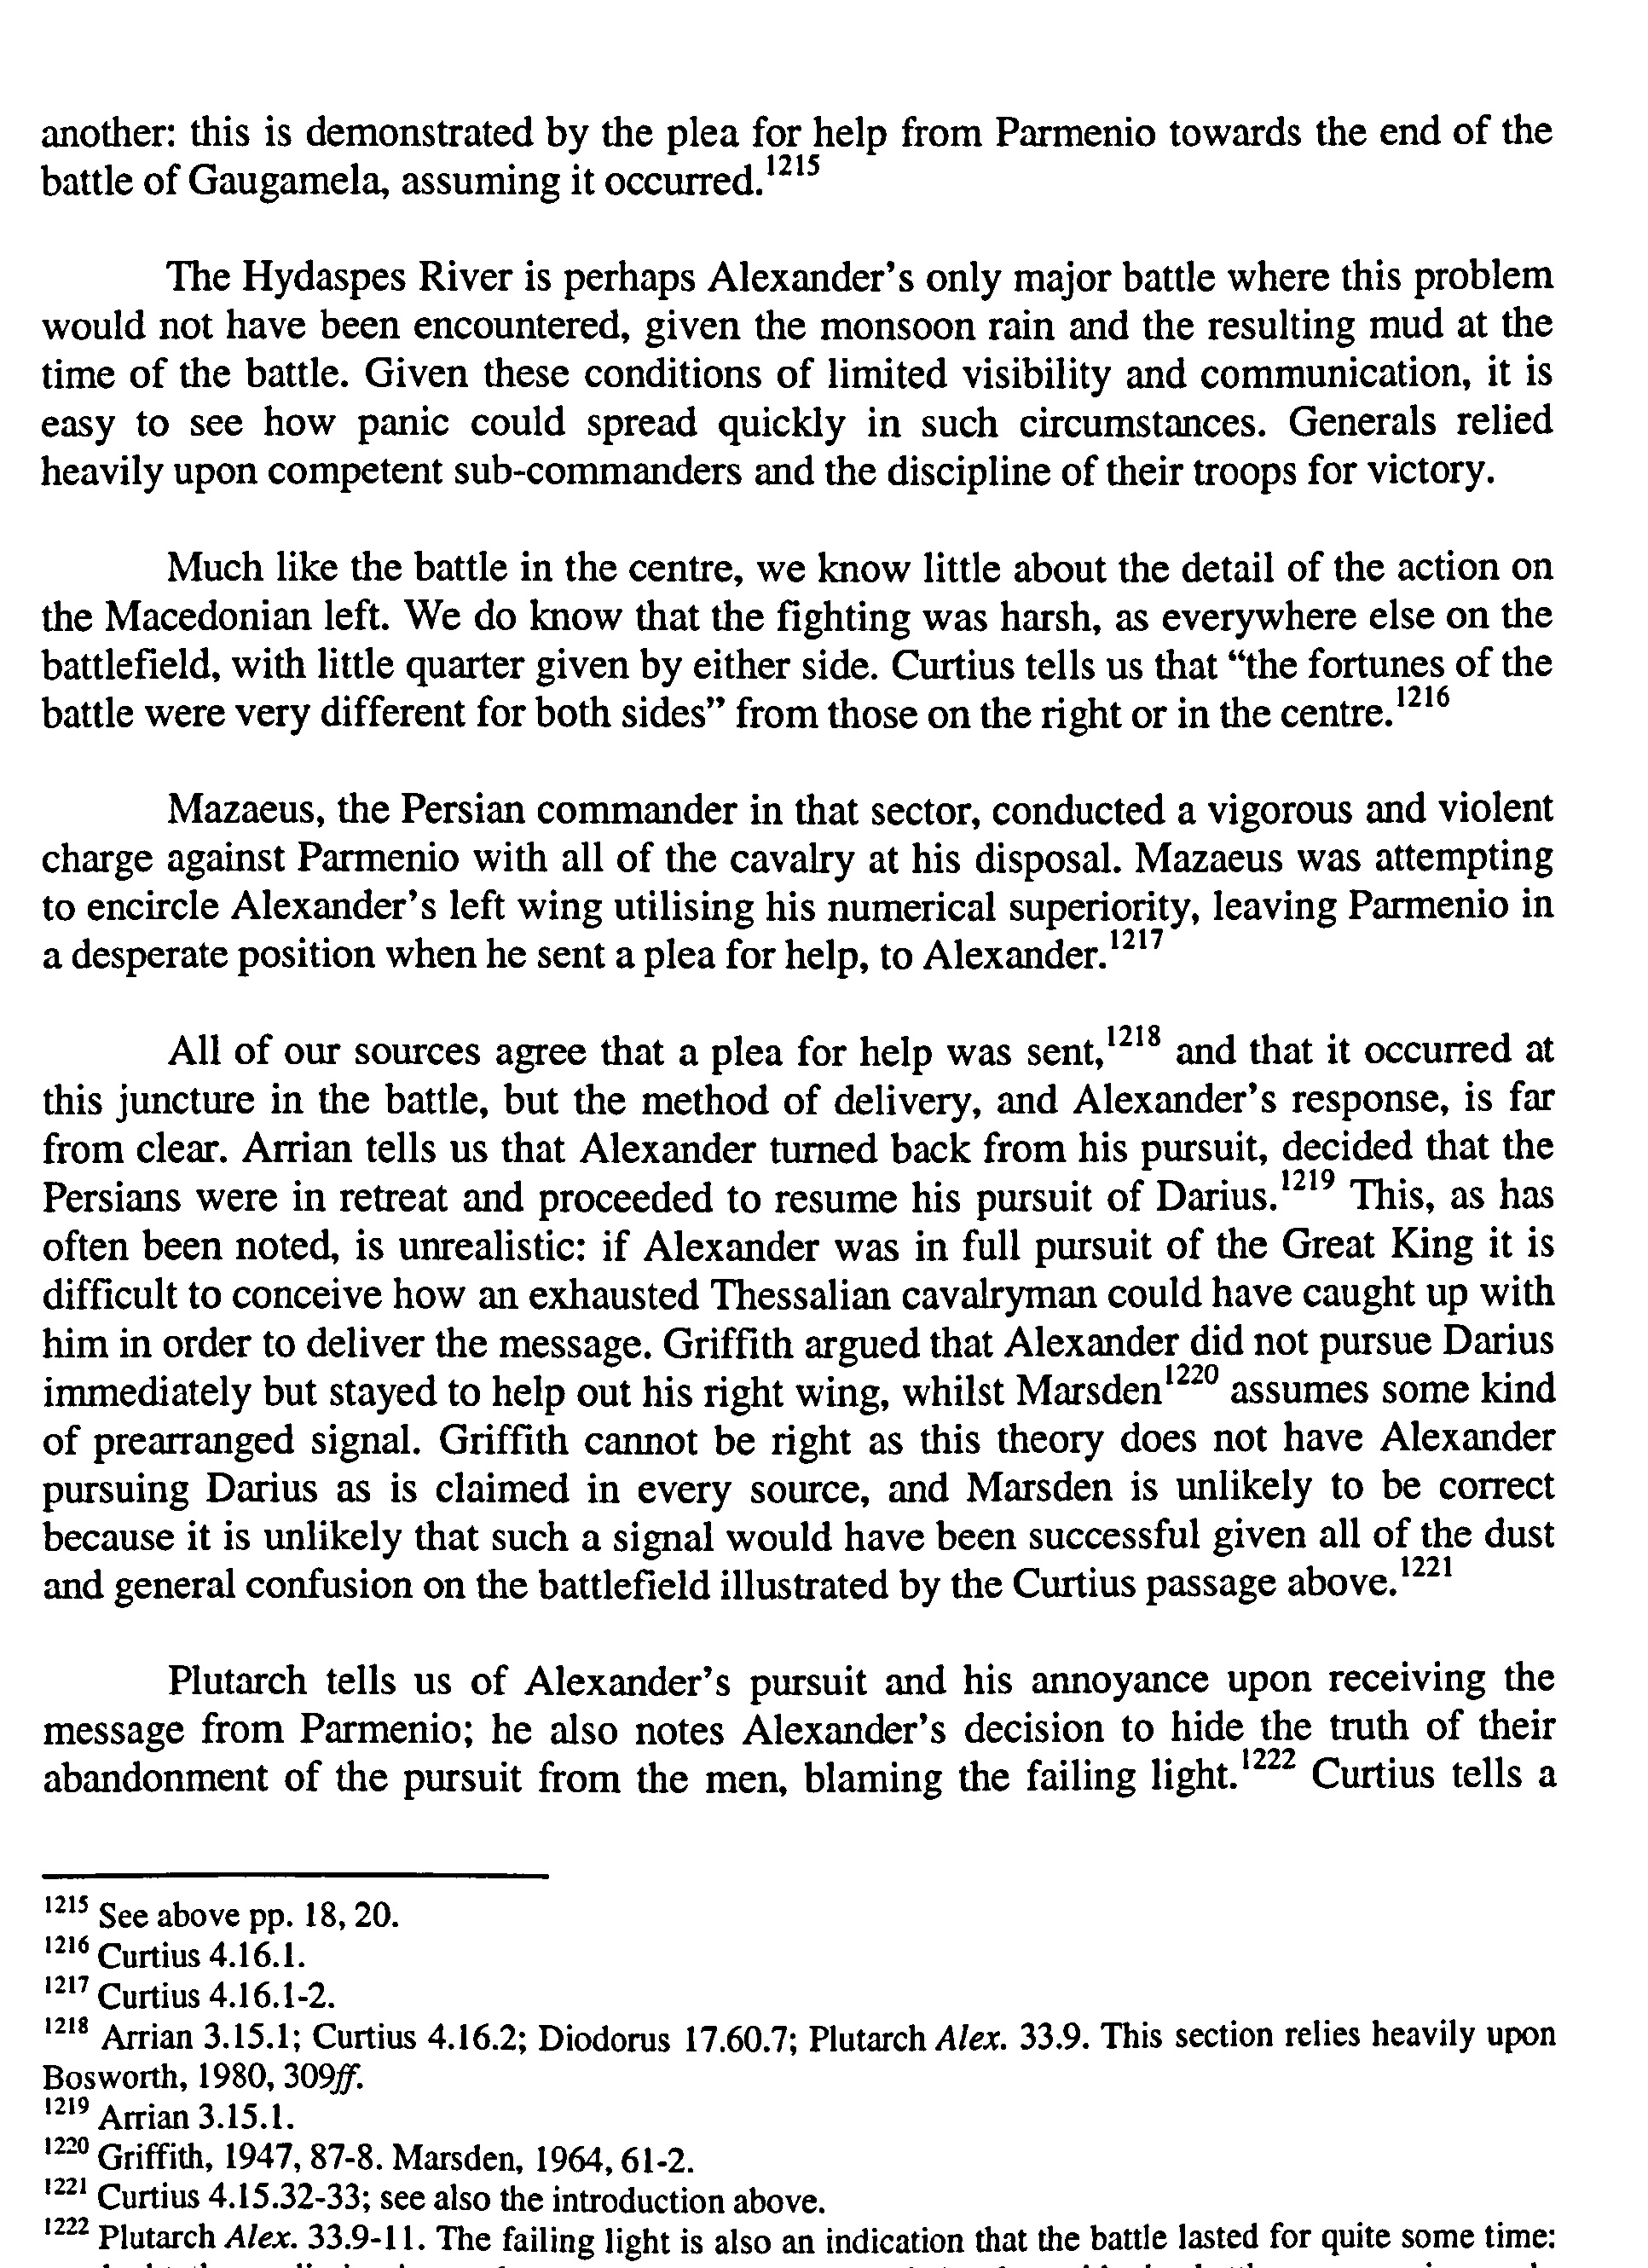 another: this is demonstrated by the plea for help from Parmenio towards the end of the
battle of Gaugamela, assuming it occurred.1215
The Hydaspes River is perhaps Alexander's only major battle where this problem
would not have been encountered, given the monsoon rain and the resulting mud at the
time of the battle. Given these conditions of limited visibility and communication, it is
easy to see how panic could spread quickly in such circumstances. Generals relied
heavily upon competent sub-commanders and the discipline of their troops for victory.
Much like the battle in the centre, we know little about the detail of the action on
the Macedonian left. We do know that the fighting was harsh, as everywhere else on the
battlefield, with little quarter given by either side. Curtius tells us that “the fortunes of the
battle were very different for both sides” from those on the right or in the centre.1216
Mazaeus, the Persian commander in that sector, conducted a vigorous and violent
charge against Parmenio with all of the cavalry at his disposal. Mazaeus was attempting
to encircle Alexander's left wing utilising his numerical superiority, leaving Parmenio in
a desperate position when he sent a plea for help, to Alexander.1217
All of our sources agree that a plea for help was sent,1218 and that it occurred at
this juncture in the battle, but the method of delivery, and Alexander's response, is far
from clear. Arrian tells us that Alexander turned back from his pursuit, decided that the
Persians were in retreat and proceeded to resume his pursuit of Darius.1219 This, as has
often been noted, is unrealistic: if Alexander was in full pursuit of the Great King it is
difficult to conceive how an exhausted Thessalian cavalryman could have caught up with
him in order to deliver the message. Griffith argued that Alexander did not pursue Darius
immediately but stayed to help out his right wing, whilst Marsden1220 assumes some kind
of prearranged signal. Griffith cannot be right as this theory does not have Alexander
pursuing Darius as is claimed in every source, and Marsden is unlikely to be correct
because it is unlikely that such a signal would have been successful given all of the dust
and general confusion on the battlefield illustrated by the Curtius passage above.1221
Plutarch tells us of Alexander's pursuit and his annoyance upon receiving the
message from Parmenio; he also notes Alexander's decision to hide the truth of their
abandonment of the pursuit from the men, blaming the failing light.1222 Curtius tells a
1215 See above pp. 18, 20.
1216 Curtius 4.16.1.
1217 Curtius 4.16.1-2.
1218 Arrian 3.15.1; Curtius 4.16.2; Diodorus 17.60.7; Plutarch Alex. 33.9. This section relies heavily upon
Bosworth, 1980, 309ff.
1219 Arrian 3.15.1.
1220 Griffith, 1947, 87-8. Marsden, 1964, 61-2.
1221 Curtius 4.15.32-33; see also the introduction above.
1222 Plutarch Alex. 33.9-11. The failing light is also an indication that the battle lasted for quite some time: